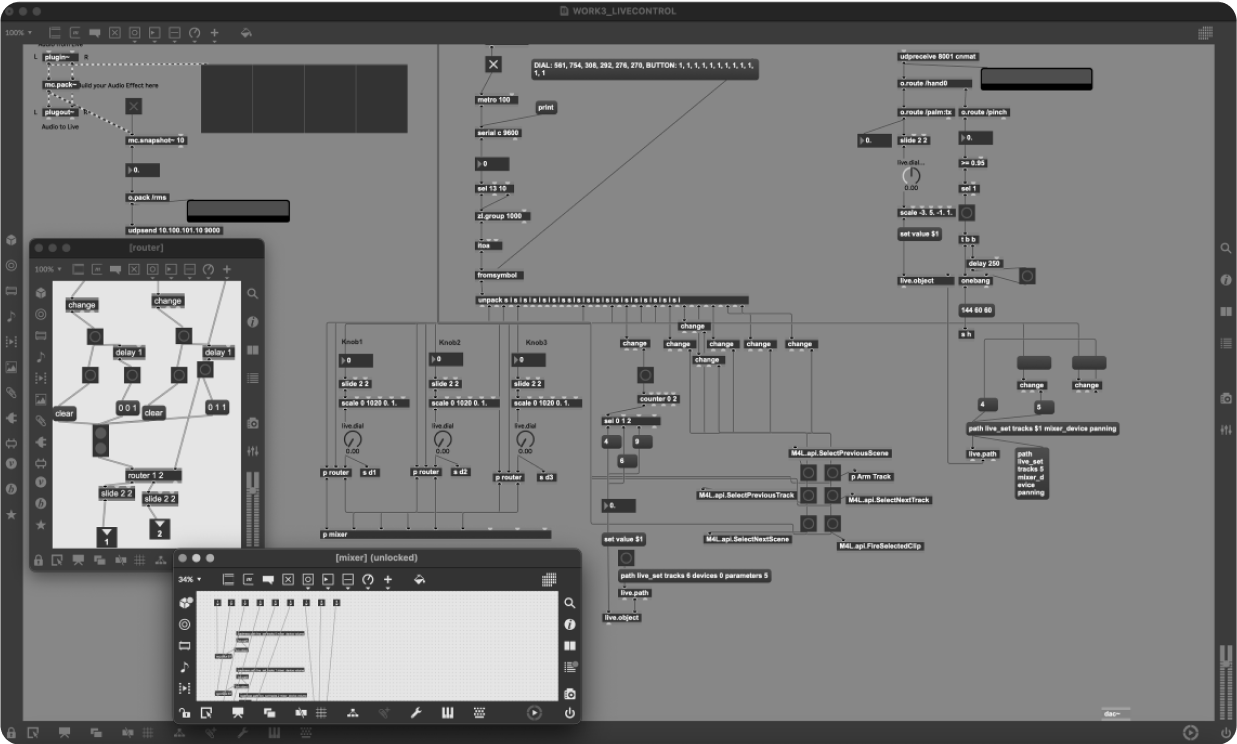 WORK3_LIVECONTROL
100%
Audio from Live
L plugin~ R
mc.pack~
build your Audio Effect here
L plugout~ R
Audio to Live
mc.snapshot~ 10
0.
o.pack /rms
udpsend 10.100.101.10 9000
DIAL: 561, 754, 308, 292, 276, 270, BUTTON: 1, 1, 1, 1, 1, 1, 1, 1, 1,
1, 1
metro 100
print
serial c 9600
0
sel 13 10
zl.group 1000
itoa
fromsymbol
unpack s i s i s i s i s i s i s s i s i s i s i s i s i s i s i s i s i
udpreceive 8001 cnmat
o.route /hand0
o.route /palm:tx
o.route /pinch
0.
slide 2 2
0.
live.dial...
0.00
>= 0.95
sel 1
scale -3. 5. -1. 1.
set value $1
t b b
delay 250
live.object
onebang
144 60 60
s h
change
change
4
5
path live_set tracks $1 mixer_device panning
live.path
path
live_set
tracks 5
mixer_d
evice
panning
Knob1
Knob2
Knob3
0
0
0
slide 2 2
slide 2 2
slide 2 2
scale 0 1020 0. 1.
scale 0 1020 0. 1.
scale 0 1020 0. 1.
live.dial
live.dial
live.dial
0.00
0.00
0.00
p router
s d1
p router
s d2
p router
s d3
p mixer
change
change
change
change
change
change
change
counter 0 2
sel 0 1 2
4
9
6
0.
set value $1
path live_set tracks 6 devices 0 parameters 5
live.path
live.object
M4L.api.SelectPreviousScene
p Arm Track
M4L.api.SelectPreviousTrack
M4L.api.SelectNextTrack
M4L.api.SelectNextScene
M4L.api.FireSelectedClip
dac~
[router]
100%
change
change
delay 1
delay 1
clear
0 0 1
clear
0 1 1
router 1 2
slide 2 2
slide 2 2
1
2
[mixer] (unlocked)
34%